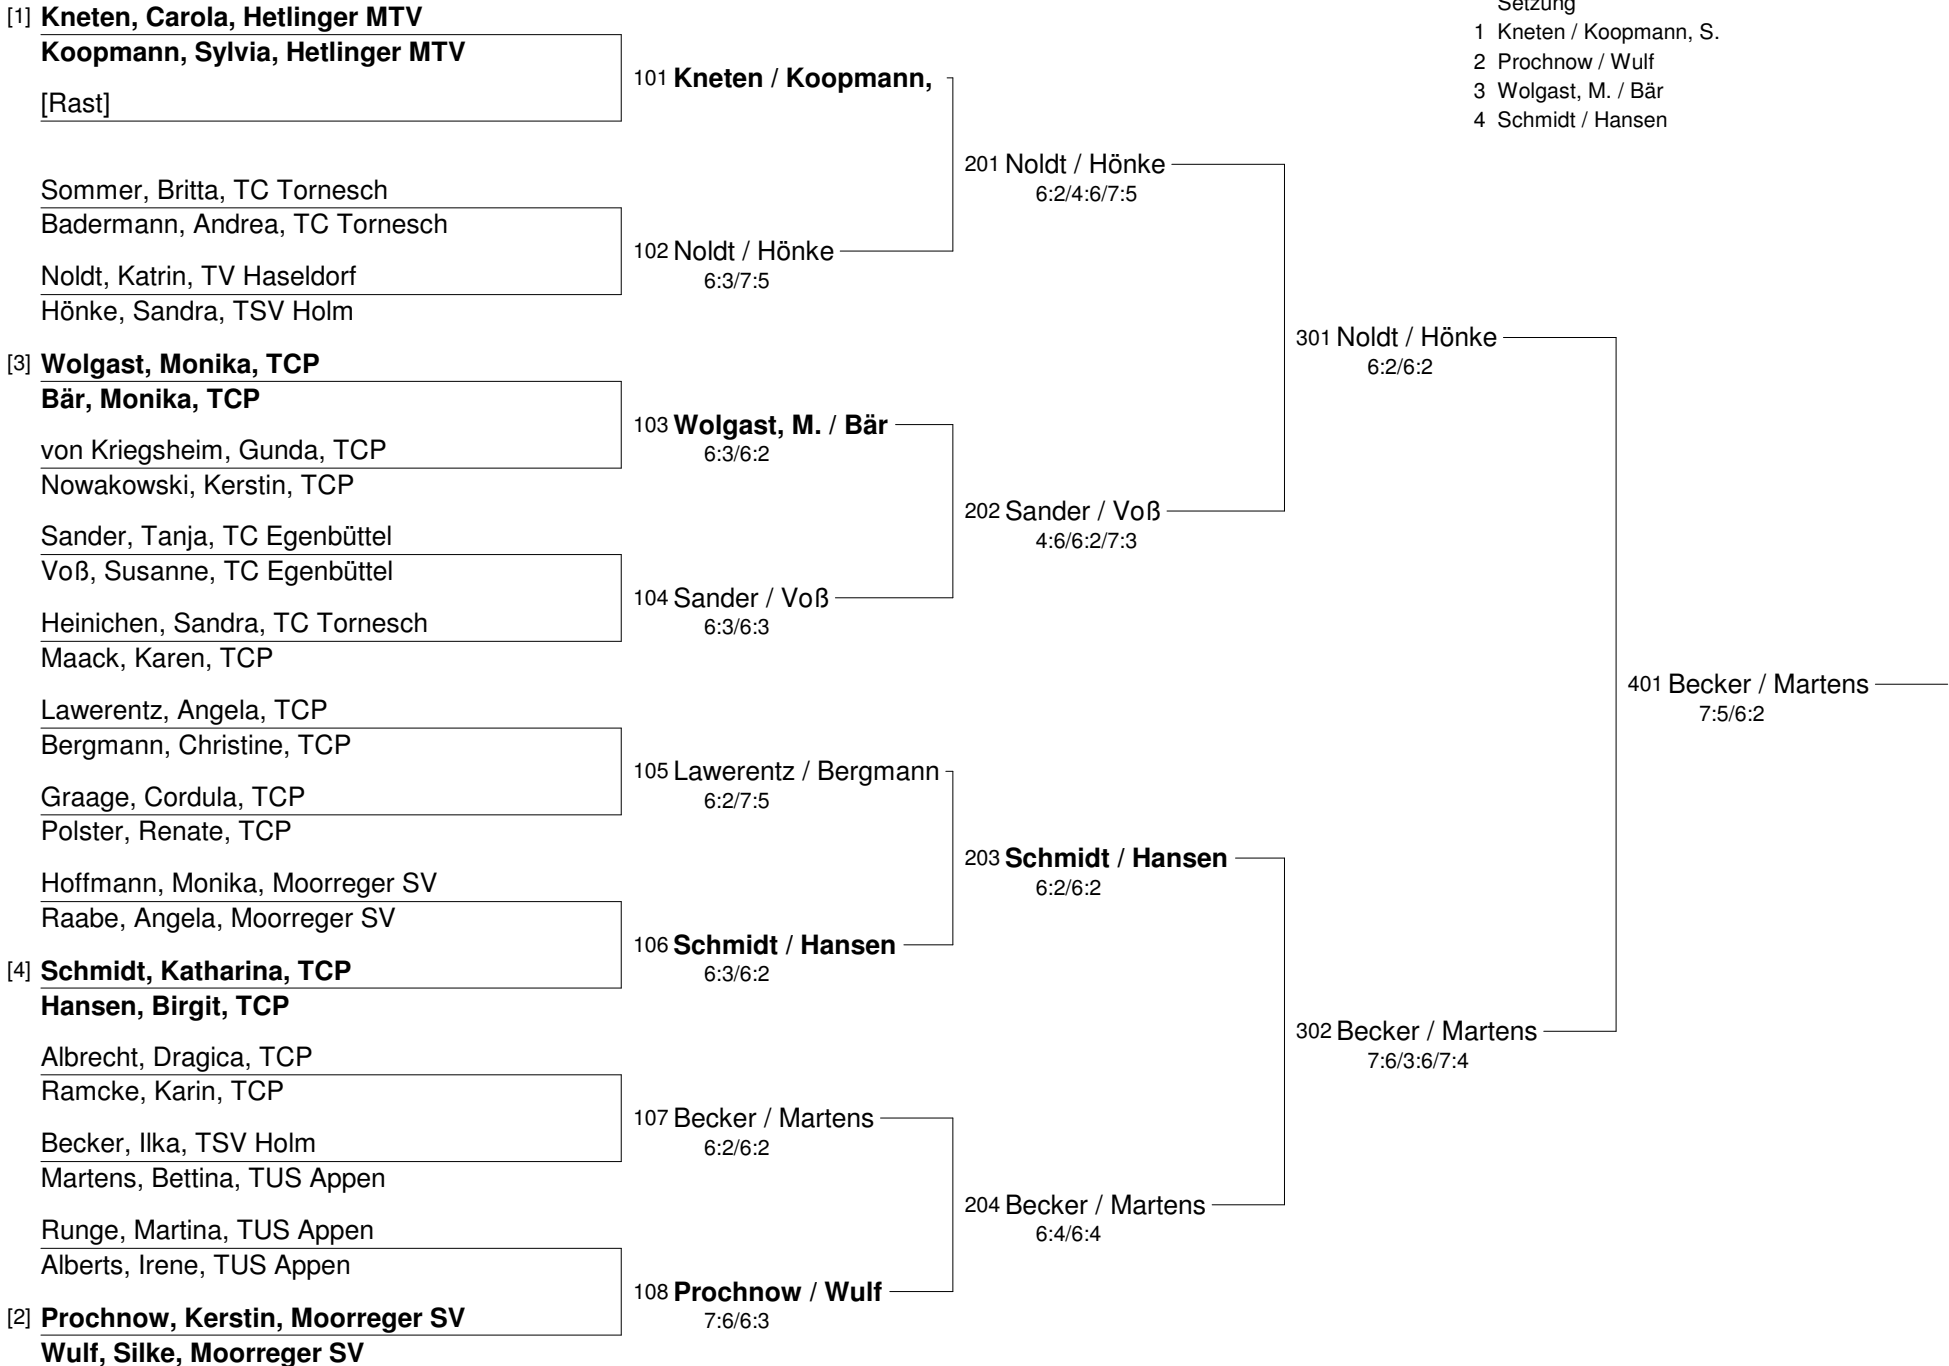 [1] Kneten, Carola, Hetlinger MTV
Koopmann, Sylvia, Hetlinger MTV
[Rast]
Sommer, Britta, TC Tornesch
Badermann, Andrea, TC Tornesch
Noldt, Katrin, TV Haseldorf
Hönke, Sandra, TSV Holm
[3] Wolgast, Monika, TCP
Bär, Monika, TCP
von Kriegsheim, Gunda, TCP
Nowakowski, Kerstin, TCP
Sander, Tanja, TC Egenbüttel
Voß, Susanne, TC Egenbüttel
Heinichen, Sandra, TC Tornesch
Maack, Karen, TCP
Lawerentz, Angela, TCP
Bergmann, Christine, TCP
Graage, Cordula, TCP
Polster, Renate, TCP
Hoffmann, Monika, Moorreger SV
Raabe, Angela, Moorreger SV
[4] Schmidt, Katharina, TCP
Hansen, Birgit, TCP
Albrecht, Dragica, TCP
Ramcke, Karin, TCP
Becker, Ilka, TSV Holm
Martens, Bettina, TUS Appen
Runge, Martina, TUS Appen
Alberts, Irene, TUS Appen
[2] Prochnow, Kerstin, Moorreger SV
Wulf, Silke, Moorreger SV
101 Kneten / Koopmann,
102 Noldt / Hönke
6:3/7:5
103 Wolgast, M. / Bär
6:3/6:2
104 Sander / Voß
6:3/6:3
105 Lawerentz / Bergmann
6:2/7:5
106 Schmidt / Hansen
6:3/6:2
107 Becker / Martens
6:2/6:2
108 Prochnow / Wulf
7:6/6:3
201 Noldt / Hönke
6:2/4:6/7:5
202 Sander / Voß
4:6/6:2/7:3
203 Schmidt / Hansen
6:2/6:2
204 Becker / Martens
6:4/6:4
301 Noldt / Hönke
6:2/6:2
302 Becker / Martens
7:6/3:6/7:4
401 Becker / Martens
7:5/6:2
Setzung
1 Kneten / Koopmann, S.
2 Prochnow / Wulf
3 Wolgast, M. / Bär
4 Schmidt / Hansen